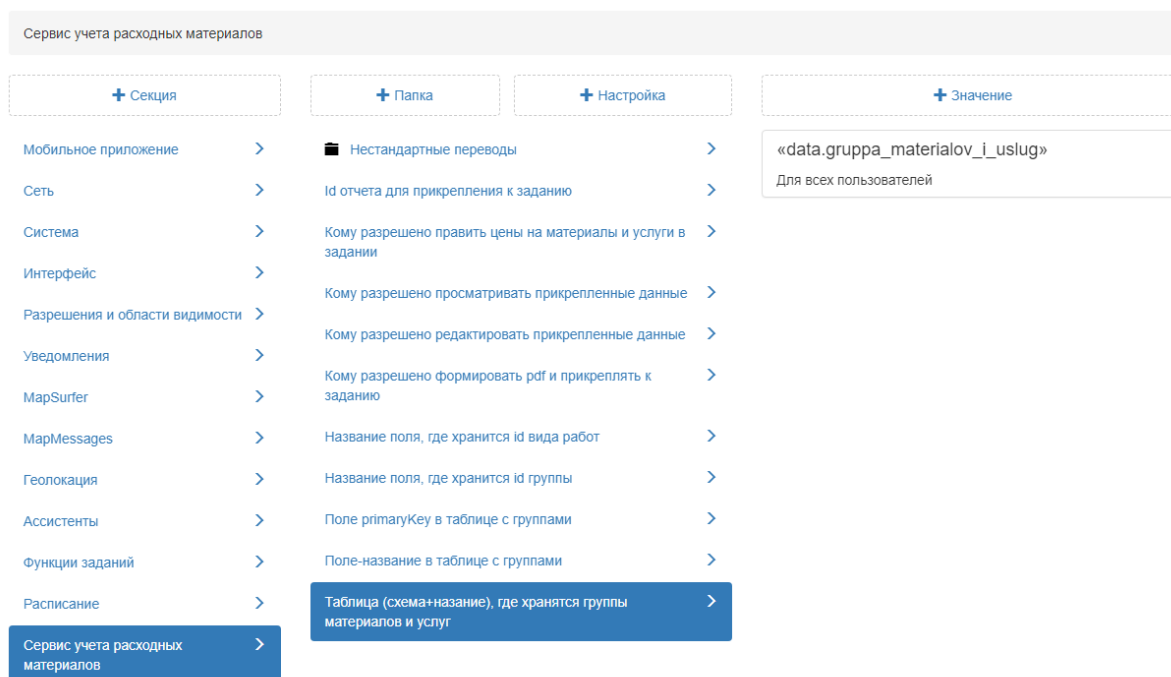 Сервис учета расходных материалов
+ Секция
Мобильное приложение
Сеть
Система
Интерфейс
Разрешения и области видимости
Уведомления
MapSurfer
MapMessages
Геолокация
Ассистенты
Функции заданий
Расписание
Сервис учета расходных
материалов
+ Папка
+ Настройка
Нестандартные переводы
Id отчета для прикрепления к заданию
Кому разрешено править цены на материалы и услуги в
задании
Кому разрешено просматривать прикрепленные данные
Кому разрешено редактировать прикрепленные данные
Кому разрешено формировать pdf и прикреплять к
заданию
Название поля, где хранится id вида работ
Название поля, где хранится id группы
Поле primaryKey в таблице с группами
Поле-название в таблице с группами
Таблица (схема+назание), где хранятся группы
материалов и услуг
+ Значение
«data.gruppa_materialov_i_uslug»
Для всех пользователей